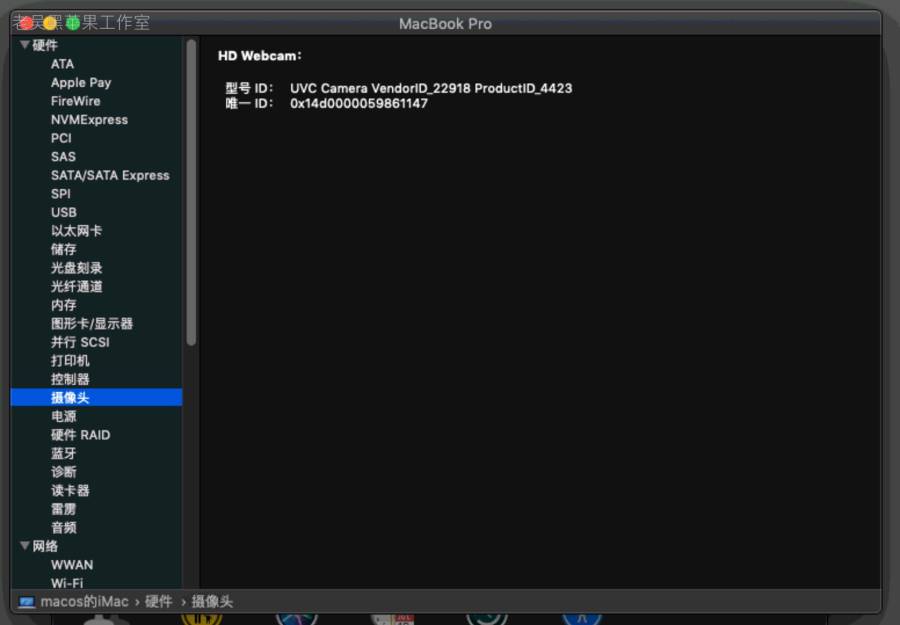 老吴黑苹果工作室
MacBook Pro
硬件
ATA
Apple Pay
FireWire
NVMExpress
PCI
SAS
SATA/SATA Express
SPI
USB
以太网卡
储存
光盘刻录
光纤通道
内存
图形卡/显示器
并行 SCSI
打印机
控制器
摄像头
电源
硬件 RAID
蓝牙
诊断
读卡器
雷雳
音频
网络
WWAN
Wi-Fi
HD Webcam:
型号 ID: UVC Camera VendorID_22918 ProductID_4423
唯一 ID: 0x14d0000059861147
macos的iMac › 硬件 › 摄像头